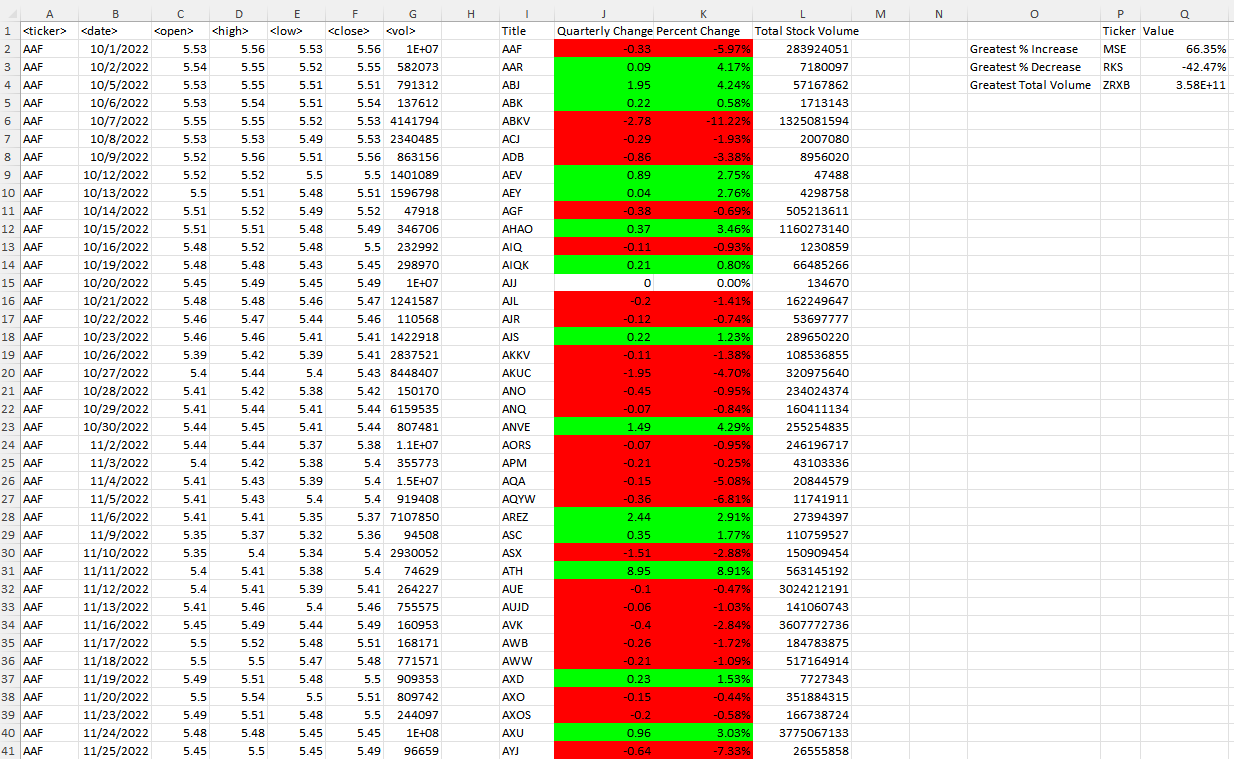 A B C D E F G H I J K L M N O P Q
1 <ticker> <date> <open> <high> <low> <close> <vol> Title Quarterly Change Percent Change Total Stock Volume Ticker Value
2 AAF 10/1/2022 5.53 5.56 5.53 5.56 1E+07 AAF -0.33 -5.97% 283924051 Greatest % Increase MSE 66.35%
3 AAF 10/2/2022 5.54 5.55 5.52 5.55 582073 AAR 0.09 4.17% 7180097 Greatest % Decrease RKS -42.47%
4 AAF 10/5/2022 5.53 5.55 5.51 5.51 791312 ABJ 1.95 4.24% 57167862 Greatest Total Volume ZRXB 3.58E+11
5 AAF 10/6/2022 5.53 5.54 5.51 5.54 137612 ABK 0.22 0.58% 1713143
6 AAF 10/7/2022 5.55 5.55 5.52 5.53 4141794 ABKV -2.78 -11.22% 1325081594
7 AAF 10/8/2022 5.53 5.53 5.49 5.53 2340485 ACJ -0.29 -1.93% 2007080
8 AAF 10/9/2022 5.52 5.56 5.51 5.56 863156 ADB -0.86 -3.38% 8956020
9 AAF 10/12/2022 5.52 5.52 5.5 5.5 1401089 AEV 0.89 2.75% 47488
10 AAF 10/13/2022 5.5 5.51 5.48 5.51 1596798 AEY 0.04 2.76% 4298758
11 AAF 10/14/2022 5.51 5.52 5.49 5.52 47918 AGF -0.38 -0.69% 505213611
12 AAF 10/15/2022 5.51 5.51 5.48 5.49 346706 AHAO 0.37 3.46% 1160273140
13 AAF 10/16/2022 5.48 5.52 5.48 5.5 232992 AIQ -0.11 -0.93% 1230859
14 AAF 10/19/2022 5.48 5.48 5.43 5.45 298970 AIQK 0.21 0.80% 66485266
15 AAF 10/20/2022 5.45 5.49 5.45 5.49 1E+07 AJJ 0 0.00% 134670
16 AAF 10/21/2022 5.48 5.48 5.46 5.47 1241587 AJL -0.2 -1.41% 162249647
17 AAF 10/22/2022 5.46 5.47 5.44 5.46 110568 AJR -0.12 -0.74% 53697777
18 AAF 10/23/2022 5.46 5.46 5.41 5.41 1422918 AJS 0.22 1.23% 289650220
19 AAF 10/26/2022 5.39 5.42 5.39 5.41 2837521 AKKV -0.11 -1.38% 108536855
20 AAF 10/27/2022 5.4 5.44 5.4 5.43 8448407 AKUC -1.95 -4.70% 320975640
21 AAF 10/28/2022 5.41 5.42 5.38 5.42 150170 ANO -0.45 -0.95% 234024374
22 AAF 10/29/2022 5.41 5.44 5.41 5.44 6159535 ANQ -0.07 -0.84% 160411134
23 AAF 10/30/2022 5.44 5.45 5.41 5.44 807481 ANVE 1.49 4.29% 255254835
24 AAF 11/2/2022 5.44 5.44 5.37 5.38 1.1E+07 AORS -0.07 -0.95% 246196717
25 AAF 11/3/2022 5.4 5.42 5.38 5.4 355773 APM -0.21 -0.25% 43103336
26 AAF 11/4/2022 5.41 5.43 5.39 5.4 1.5E+07 AQA -0.15 -5.08% 20844579
27 AAF 11/5/2022 5.41 5.43 5.4 5.4 919408 AQYW -0.36 -6.81% 11741911
28 AAF 11/6/2022 5.41 5.41 5.35 5.37 7107850 AREZ 2.44 2.91% 27394397
29 AAF 11/9/2022 5.35 5.37 5.32 5.36 94508 ASC 0.35 1.77% 110759527
30 AAF 11/10/2022 5.35 5.4 5.34 5.4 2930052 ASX -1.51 -2.88% 150909454
31 AAF 11/11/2022 5.4 5.41 5.38 5.4 74629 ATH 8.95 8.91% 563145192
32 AAF 11/12/2022 5.4 5.41 5.39 5.41 264227 AUE -0.1 -0.47% 3024212191
33 AAF 11/13/2022 5.41 5.46 5.4 5.46 755575 AUJD -0.06 -1.03% 141060743
34 AAF 11/16/2022 5.45 5.49 5.44 5.49 160953 AVK -0.4 -2.84% 3607772736
35 AAF 11/17/2022 5.5 5.52 5.48 5.51 168171 AWB -0.26 -1.72% 184783875
36 AAF 11/18/2022 5.5 5.5 5.47 5.48 771571 AWW -0.21 -1.09% 517164914
37 AAF 11/19/2022 5.49 5.51 5.48 5.5 909353 AXD 0.23 1.53% 7727343
38 AAF 11/20/2022 5.5 5.54 5.5 5.51 809742 AXO -0.15 -0.44% 351884315
39 AAF 11/23/2022 5.49 5.51 5.48 5.5 244097 AXOS -0.2 -0.58% 166738724
40 AAF 11/24/2022 5.48 5.48 5.45 5.45 1E+08 AXU 0.96 3.03% 3775067133
41 AAF 11/25/2022 5.45 5.5 5.45 5.49 96659 AYJ -0.64 -7.33% 26555858